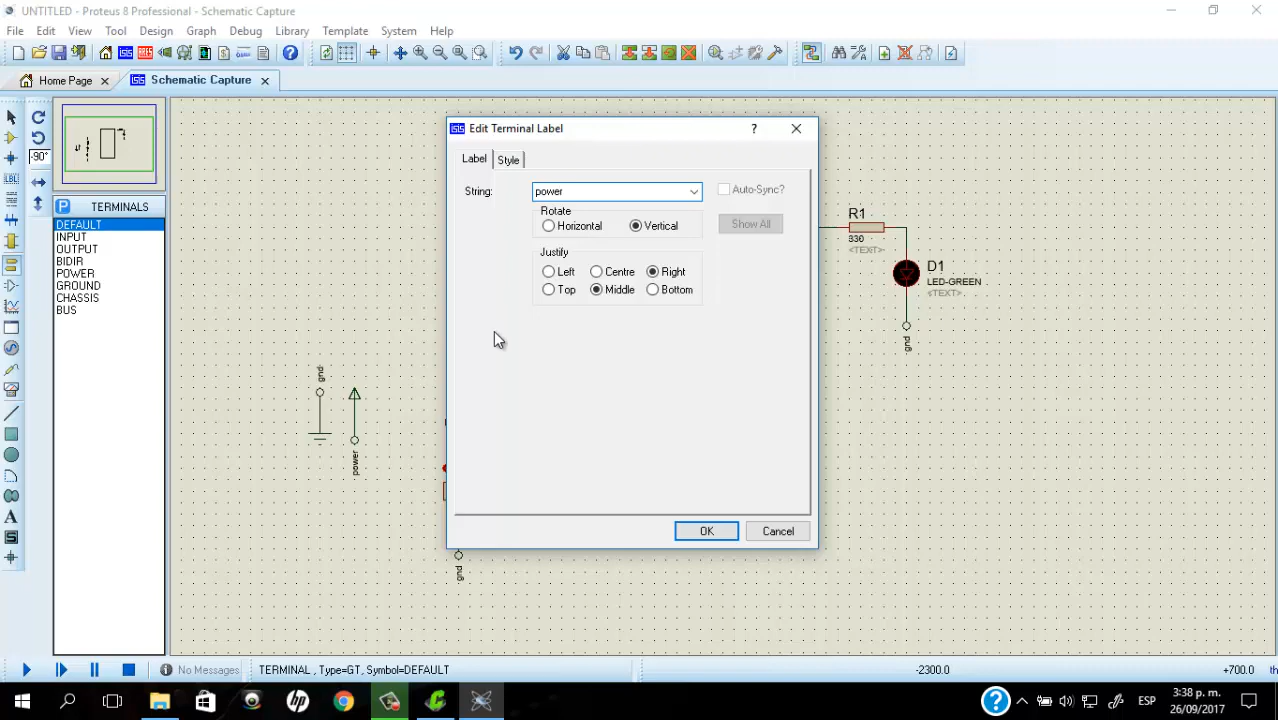 UNTITLED - Proteus 8 Professional - Schematic Capture
File Edit View Tool Design Graph Debug Library Template System Help
Home Page
Schematic Capture
-90°
LBL
P TERMINALS
DEFAULT
INPUT
OUTPUT
BIDIR
POWER
GROUND
CHASSIS
BUS
ISIS Edit Terminal Label ?
Label Style
String: power
Auto-Sync?
Rotate
Horizontal Vertical
Show All
Justify
Left Centre Right
Top Middle Bottom
OK Cancel
R1
330
<TEXT>
D1
LED-GREEN
<TEXT>
gnd
gnd
power
gnd
No Messages
TERMINAL , Type=GT, Symbol=DEFAULT
-2300.0
+700.0
th
hp
ESP
3:38 p. m.
26/09/2017